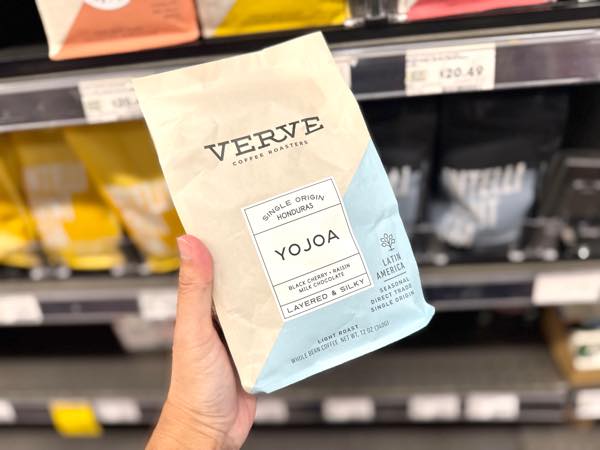 $20.49
VERVE
COFFEE ROASTERS
SINGLE ORIGIN
HONDURAS
YOJOA
BLACK CHERRY • RAISIN
MILK CHOCOLATE
LAYERED & SILKY
LATIN
AMERICA
SEASONAL
DIRECT TRADE
SINGLE ORIGIN
LIGHT ROAST
WHOLE BEAN COFFEE NET WT. 12 OZ (340G)